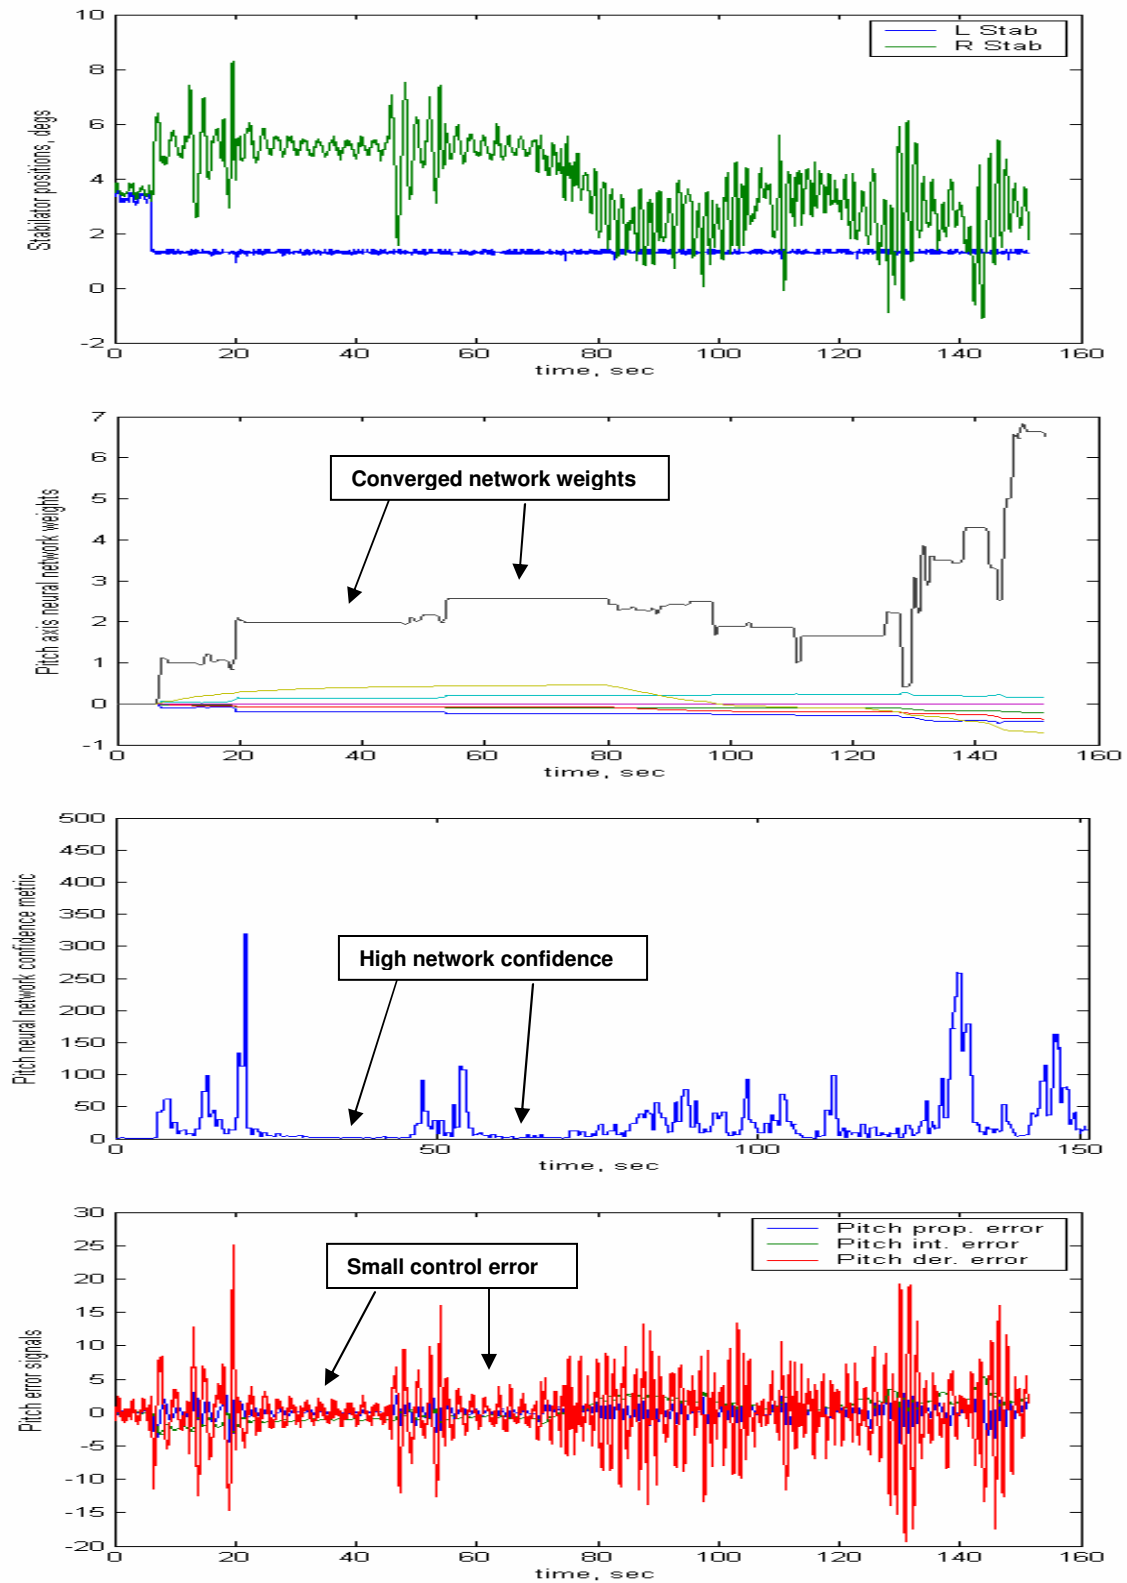 10
8
6
4
2
0
-2
Stabilator positions, degs
L Stab
R Stab
0 20 40 60 80 100 120 140 160
time, sec
7
6
5
4
3
2
1
0
-1
Pitch axis neural network weights
Converged network weights
0 20 40 60 80 100 120 140 160
time, sec
500
450
400
350
300
250
200
150
100
50
0
Pitch neural network confidence metric
High network confidence
0 50 100 150
time, sec
30
25
20
15
10
5
0
-5
-10
-15
-20
Pitch error signals
Pitch prop. error
Pitch int. error
Pitch der. error
Small control error
0 20 40 60 80 100 120 140 160
time, sec